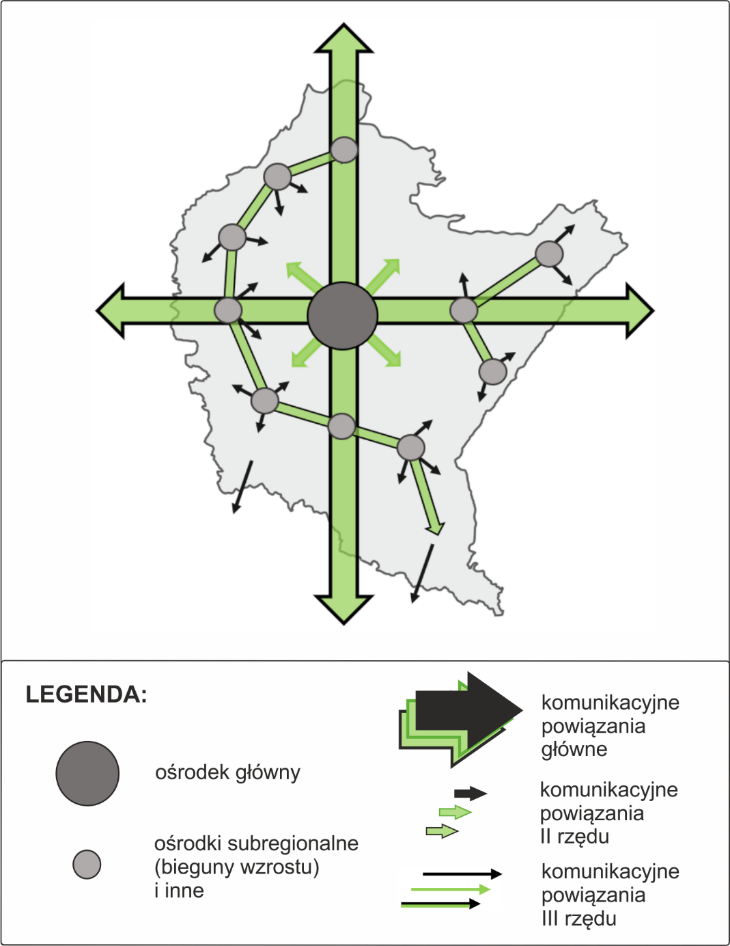 LEGENDA:
ośrodek główny
ośrodki subregionalne
(bieguny wzrostu)
i inne
komunikacyjne
powiązania
główne
komunikacyjne
powiązania
II rzędu
komunikacyjne
powiązania
III rzędu